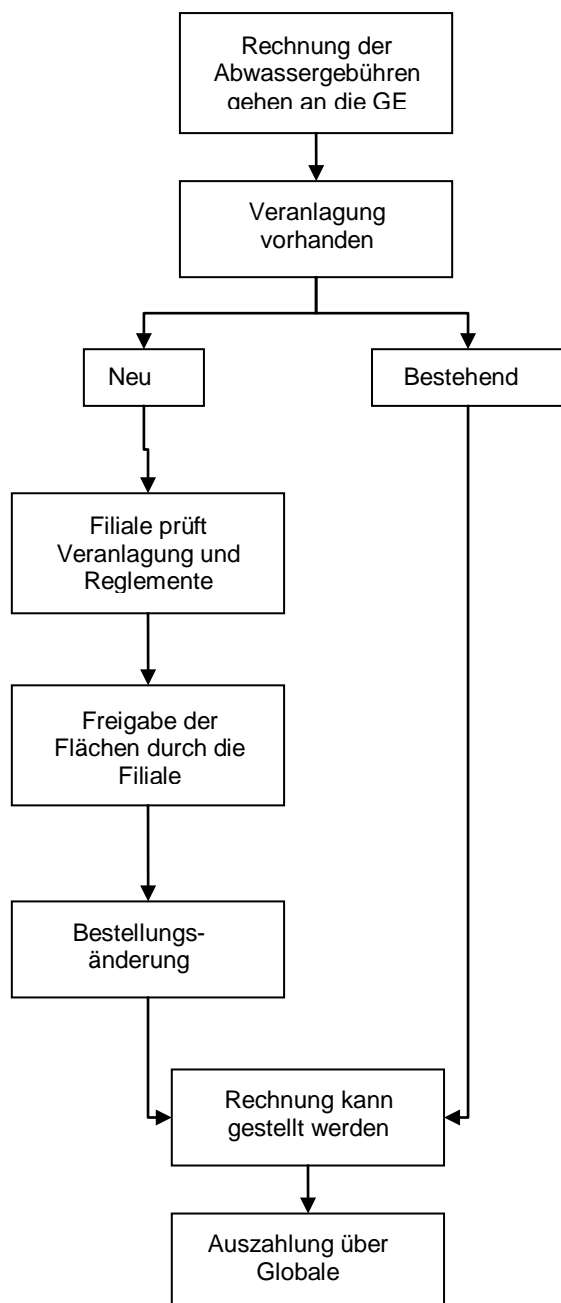 Rechnung der
Abwassergebühren
gehen an die GE
Veranlagung
vorhanden
Neu
Bestehend
Filiale prüft
Veranlagung und
Reglemente
Freigabe der
Flächen durch die
Filiale
Bestellungs-
änderung
Rechnung kann
gestellt werden
Auszahlung über
Globale